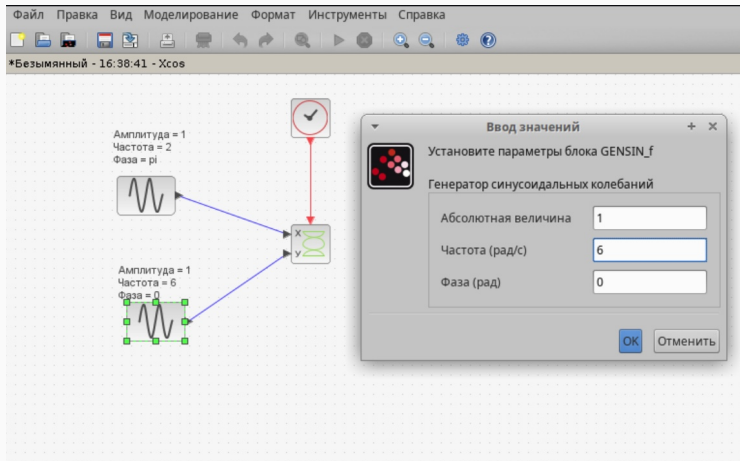 Файл Правка Вид Моделирование Формат Инструменты Справка
*Безымянный - 16:38:41 - Xcos
Амплитуда = 1
Частота = 2
Фаза = pi
X
y
Амплитуда = 1
Частота = 6
Фаза = 0
Ввод значений
Установите параметры блока GENSIN_f
Генератор синусоидальных колебаний
Абсолютная величина 1
Частота (рад/с) 6
Фаза (рад) 0
OK Отменить